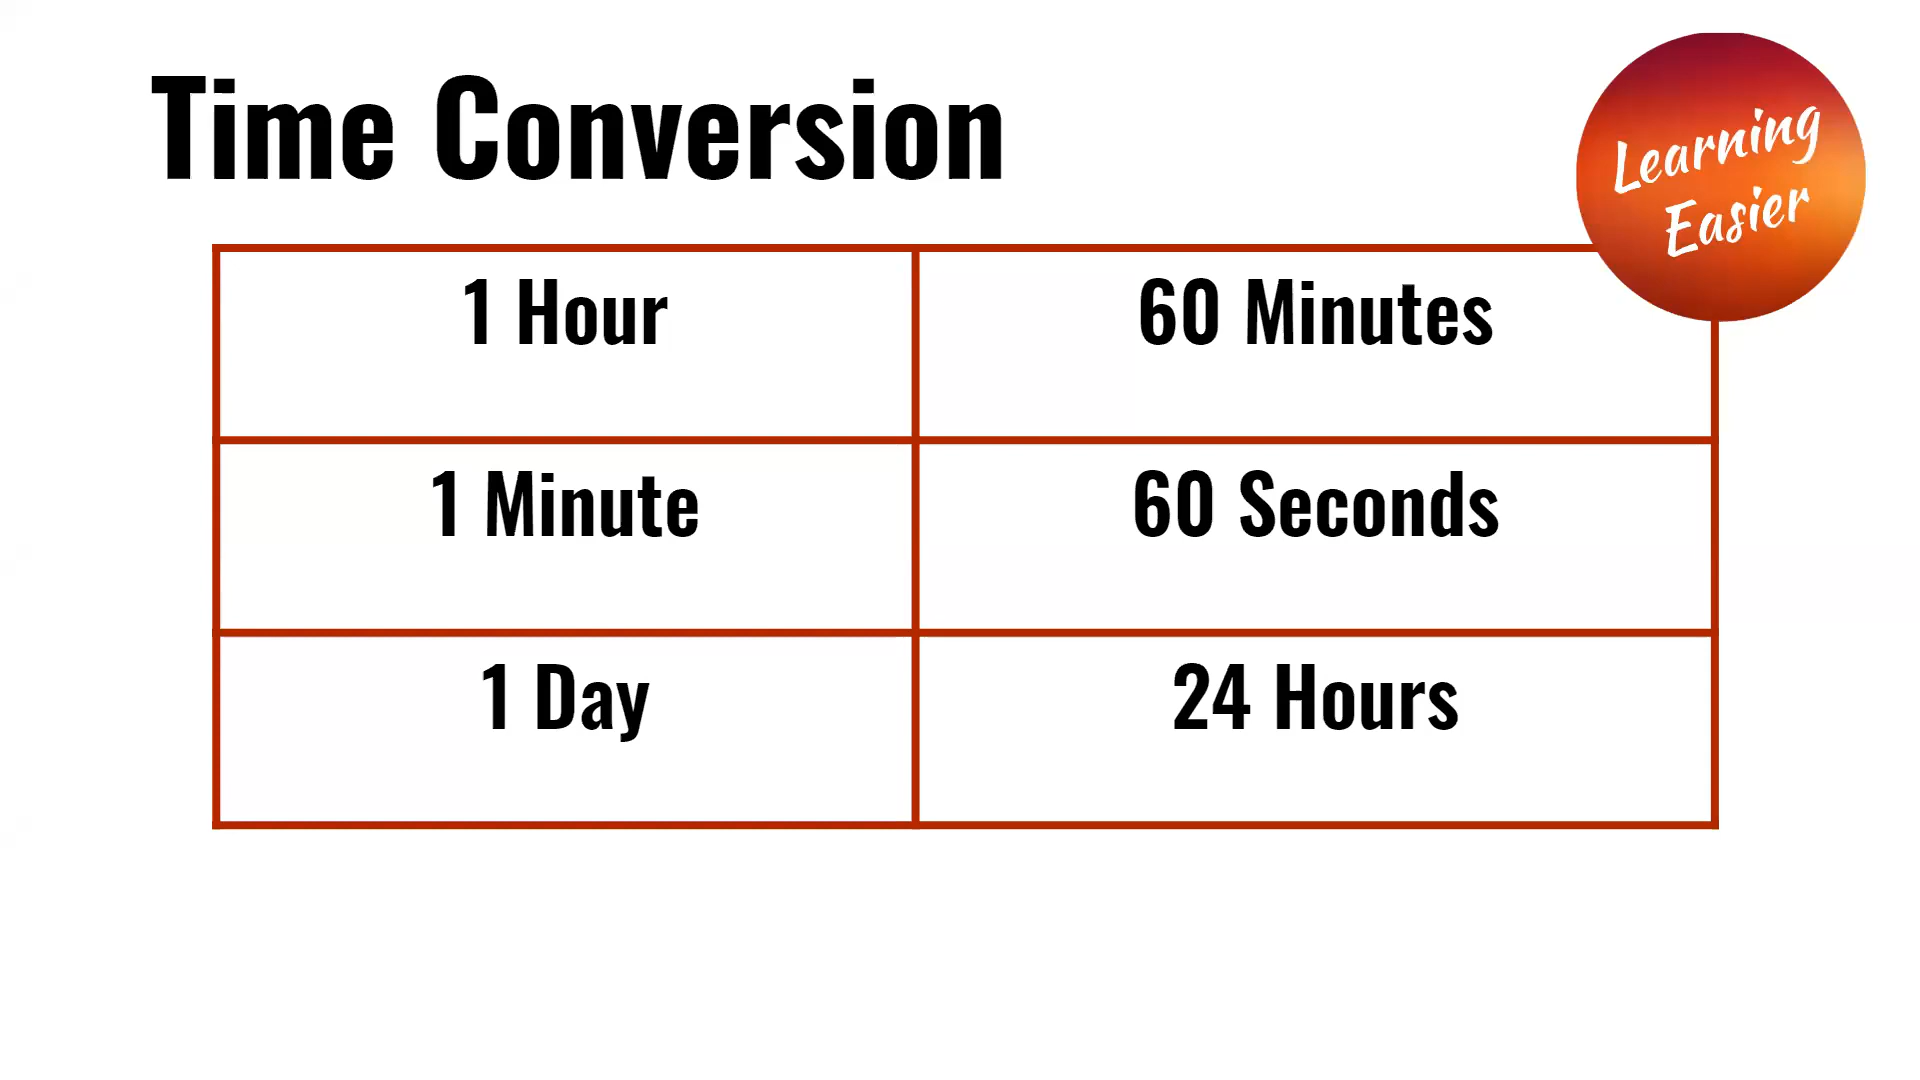 Time Conversion
Learning
Easier
1 Hour
60 Minutes
1 Minute
60 Seconds
1 Day
24 Hours